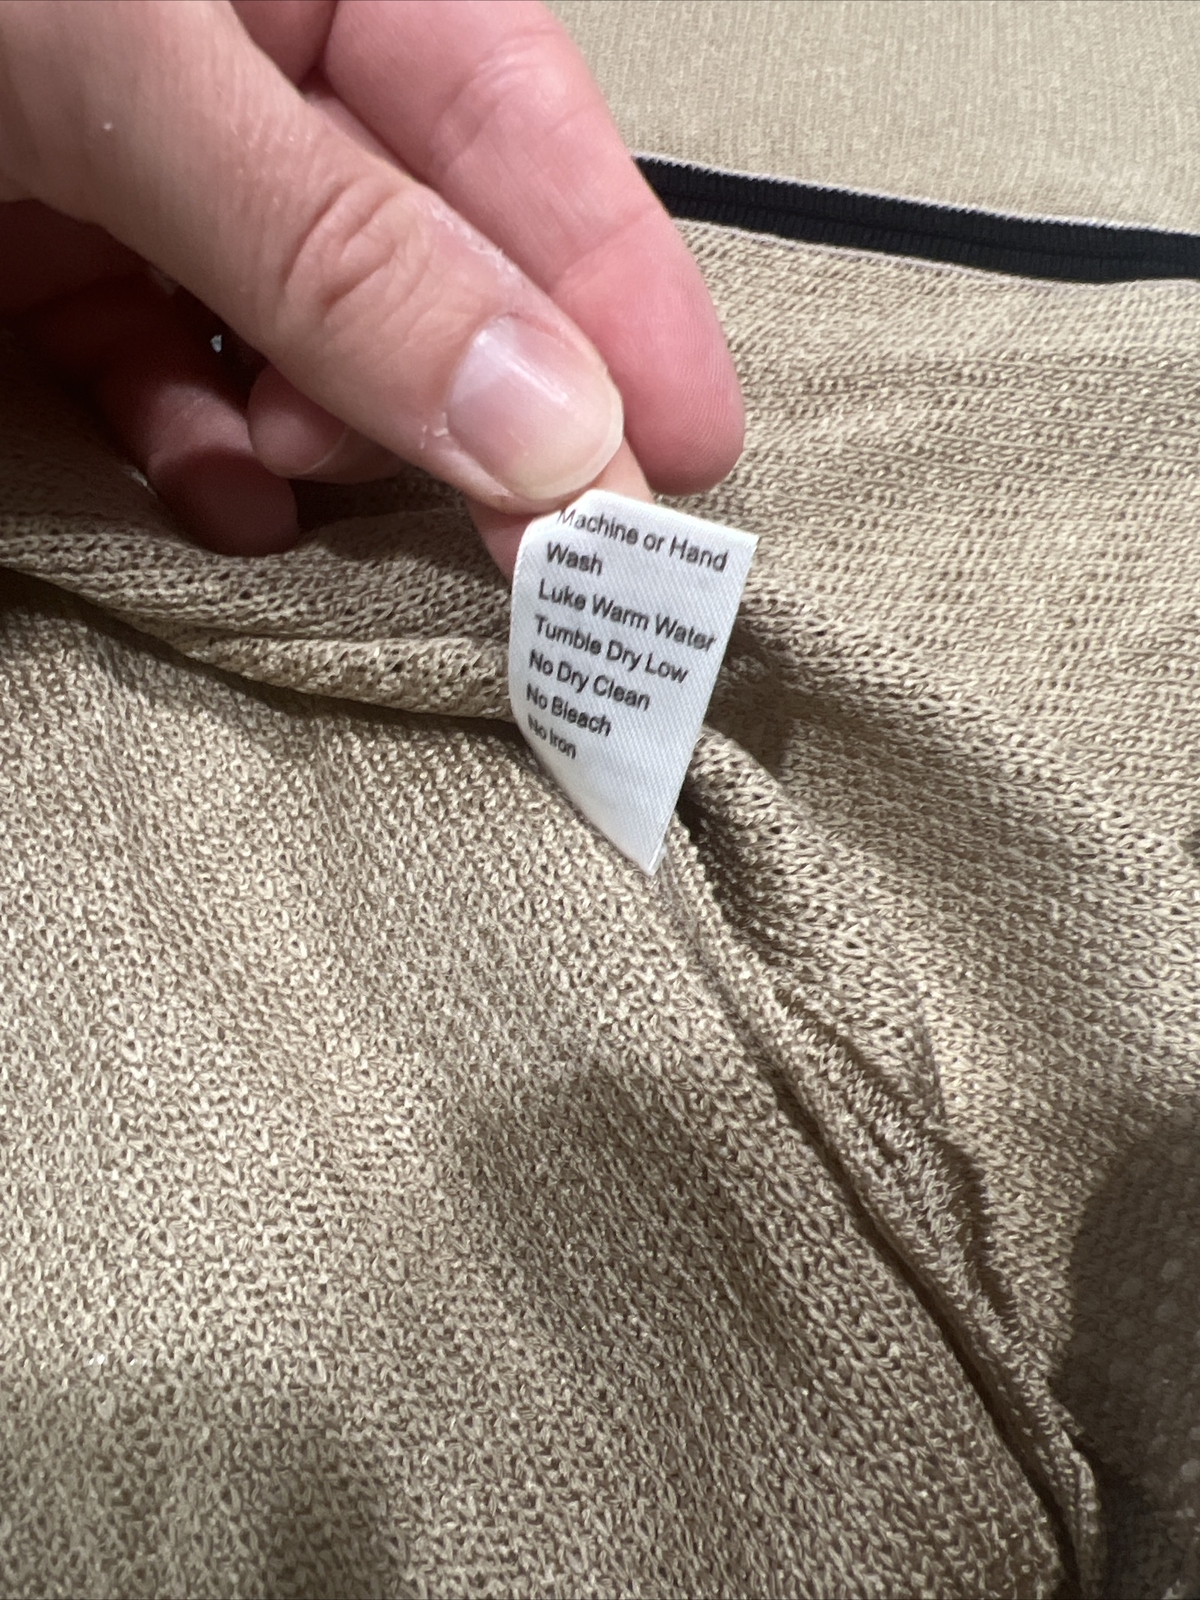 Machine or Hand
Wash
Luke Warm Water
Tumble Dry Low
No Dry Clean
No Bleach
No Iron